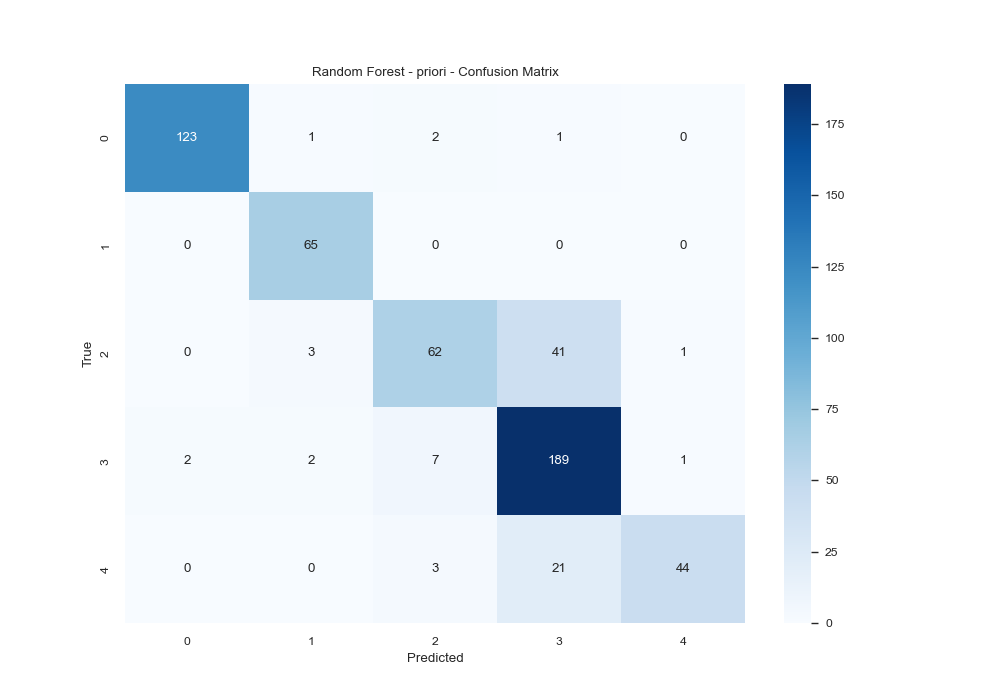 Random Forest - priori - Confusion Matrix
True
0 123 1 2 1 0
1 0 65 0 0 0
2 0 3 62 41 1
3 2 2 7 189 1
4 0 0 3 21 44
0 1 2 3 4
Predicted
175
150
125
100
75
50
25
0